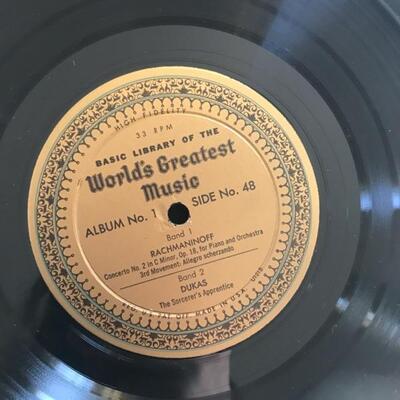 HIGH FIDELITY
33 RPM
BASIC LIBRARY OF THE
World's Greatest
Music
ALBUM No. 1
SIDE No. 48
Band 1
RACHMANINOFF
Concerto No. 2 in C Minor, Op. 18, for Piano and Orchestra
3rd Movement: Allegro scherzando
Band 2
DUKAS
The Sorcerer's Apprentice
MADE IN U.S.A.